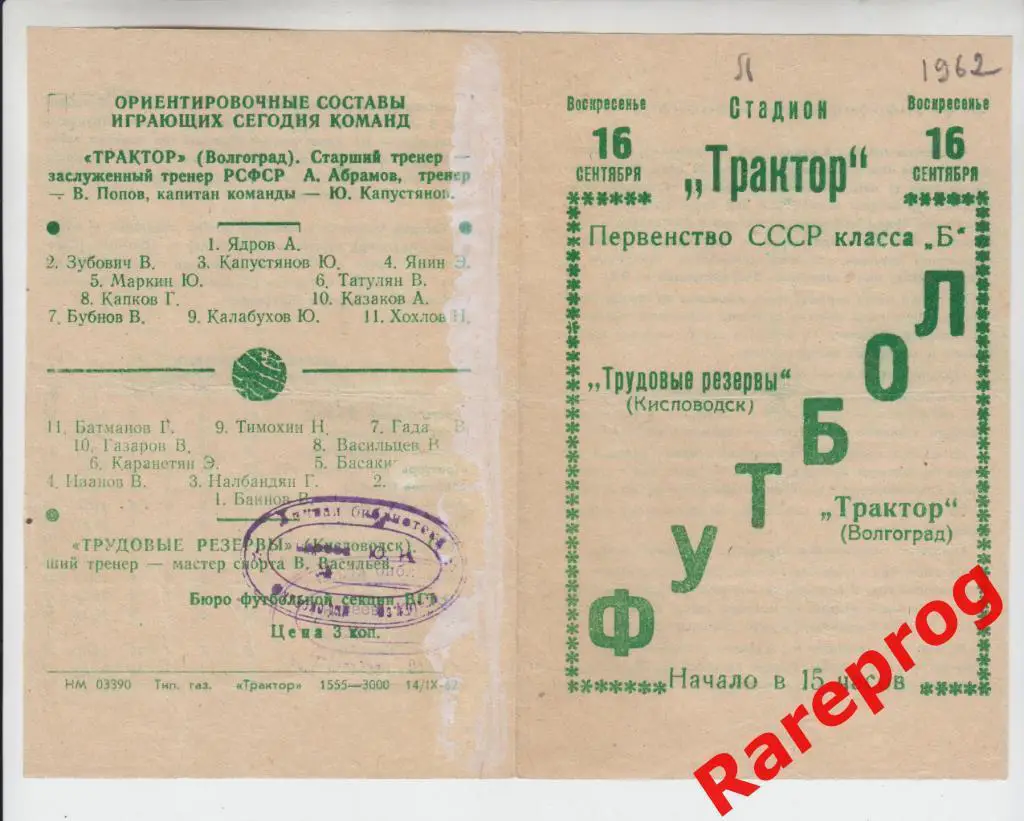 ОРИЕНТИРОВОЧНЫЕ СОСТАВЫ
ИГРАЮЩИХ СЕГОДНЯ КОМАНД
«ТРАКТОР» (Волгоград). Старший тренер —
заслуженный тренер РСФСР А. Абрамов, тренер
— В. Попов, капитан команды — Ю. Капустянов.
1. Ядров А.
2. Зубович В. 3. Капустянов Ю. 4. Янин Э.
5. Маркин Ю. 6. Татулян В.
8. Капков Г. 10. Казаков А.
7. Бубнов В. 9. Калабухов Ю. 11. Хохлов
11. Батманов Г. 9. Тимохин Н. 7. Гада В.
10. Газаров В. 8. Васильцев В.
6. Каранетян Э. 5. Басаки
4. Иванов В. 3. Налбандян Г. 2.
1. Баннов В.
«ТРУДОВЫЕ РЕЗЕРВЫ» (Кисловодск).
ший тренер — мастер спорта В. Васильев.
Бюро футбольной секции ВГ
Цена 3 коп.
библиотека
Ю. А
НМ 03390 Тип. газ. «Трактор» 1555—3000 14/IX-62
Л 1962
Воскресенье Стадион Воскресенье
16 16
СЕНТЯБРЯ „Трактор“ СЕНТЯБРЯ
Первенство СССР класса „Б“
ФУТБОЛ
„Трудовые резервы“
(Кисловодск)
„Трактор“
(Волгоград)
Начало в 15 часов
Rareprog